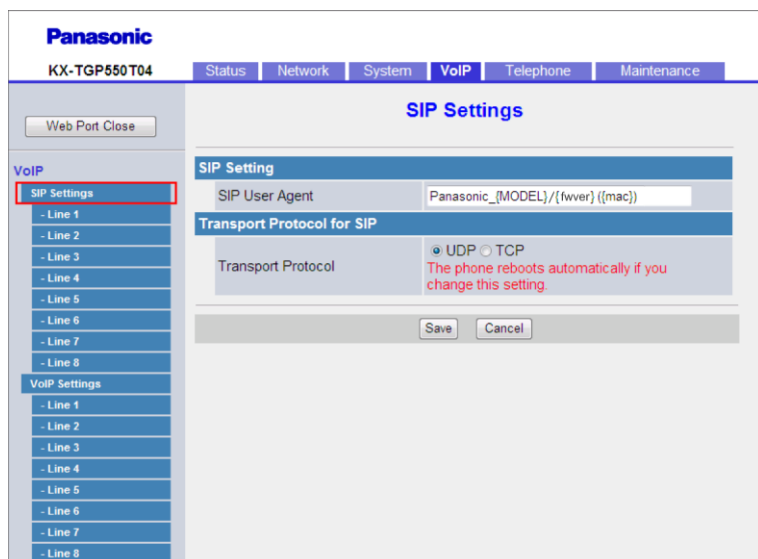 Panasonic
KX-TGP550T04
Status Network System VoIP Telephone Maintenance
Web Port Close
VoIP
SIP Settings
- Line 1
- Line 2
- Line 3
- Line 4
- Line 5
- Line 6
- Line 7
- Line 8
VoIP Settings
- Line 1
- Line 2
- Line 3
- Line 4
- Line 5
- Line 6
- Line 7
- Line 8
SIP Settings
SIP Setting
SIP User Agent Panasonic_{MODEL}/{fwver} ({mac})
Transport Protocol for SIP
Transport Protocol UDP TCP
The phone reboots automatically if you
change this setting.
Save Cancel